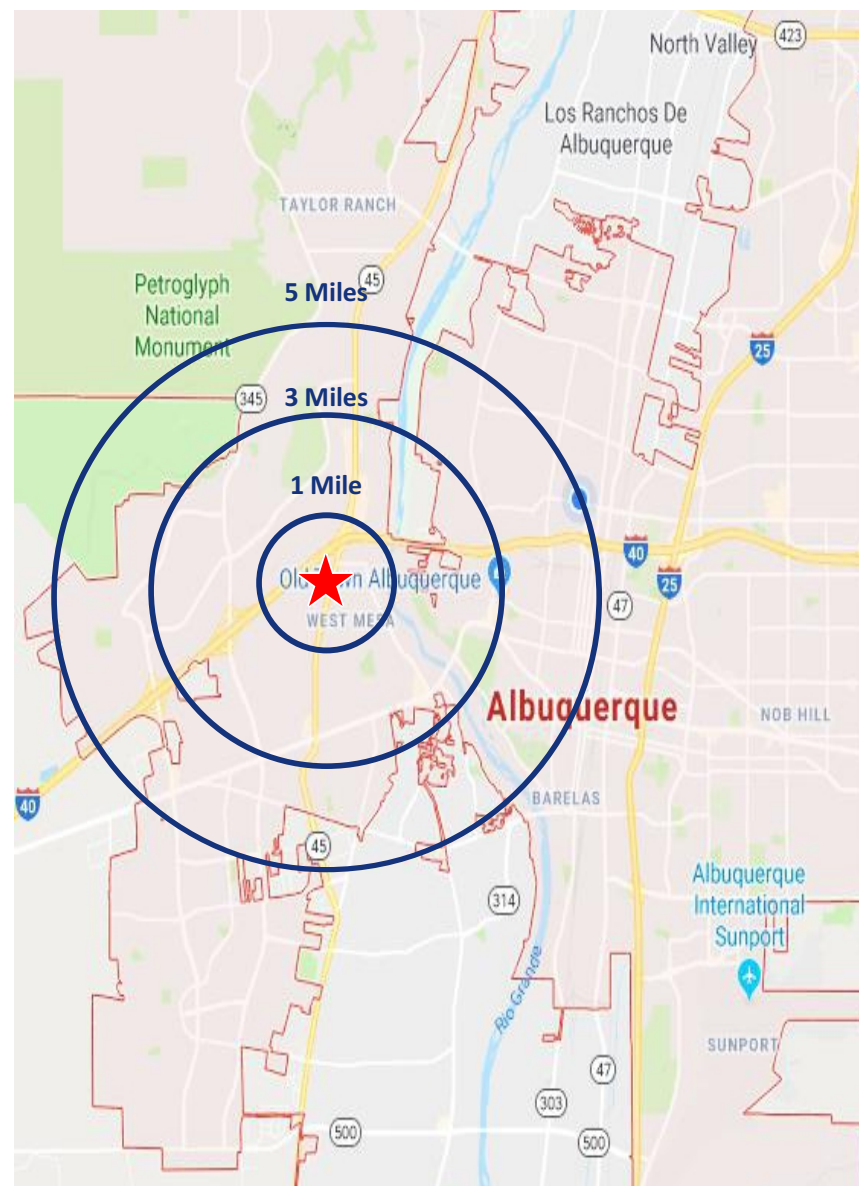 423
North Valley
Los Ranchos De
Albuquerque
TAYLOR RANCH
45
Petroglyph
National
Monument
5 Miles
25
345
3 Miles
1 Mile
40
Old Town Albuquerque
25
47
WEST MESA
Albuquerque
NOB HILL
40
BARELAS
45
Albuquerque
International
Sunport
314
Rio Grande
SUNPORT
47
303
500
500